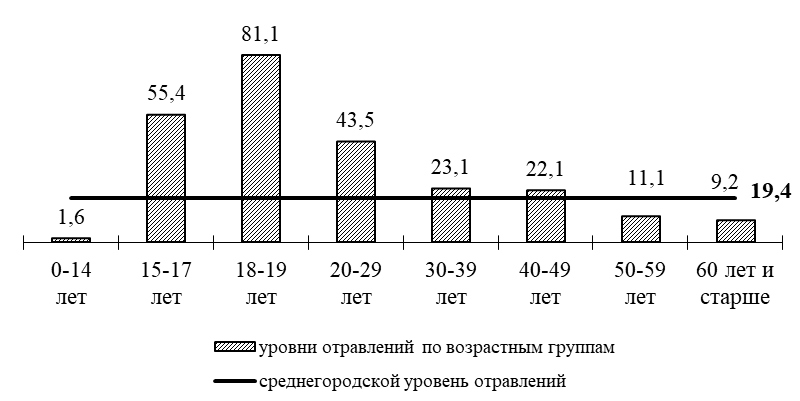 81,1
55,4
43,5
23,1
22,1
11,1
9,2
19,4
1,6
0-14 лет
15-17 лет
18-19 лет
20-29 лет
30-39 лет
40-49 лет
50-59 лет
60 лет и старше
уровни отравлений по возрастным группам
среднегородской уровень отравлений